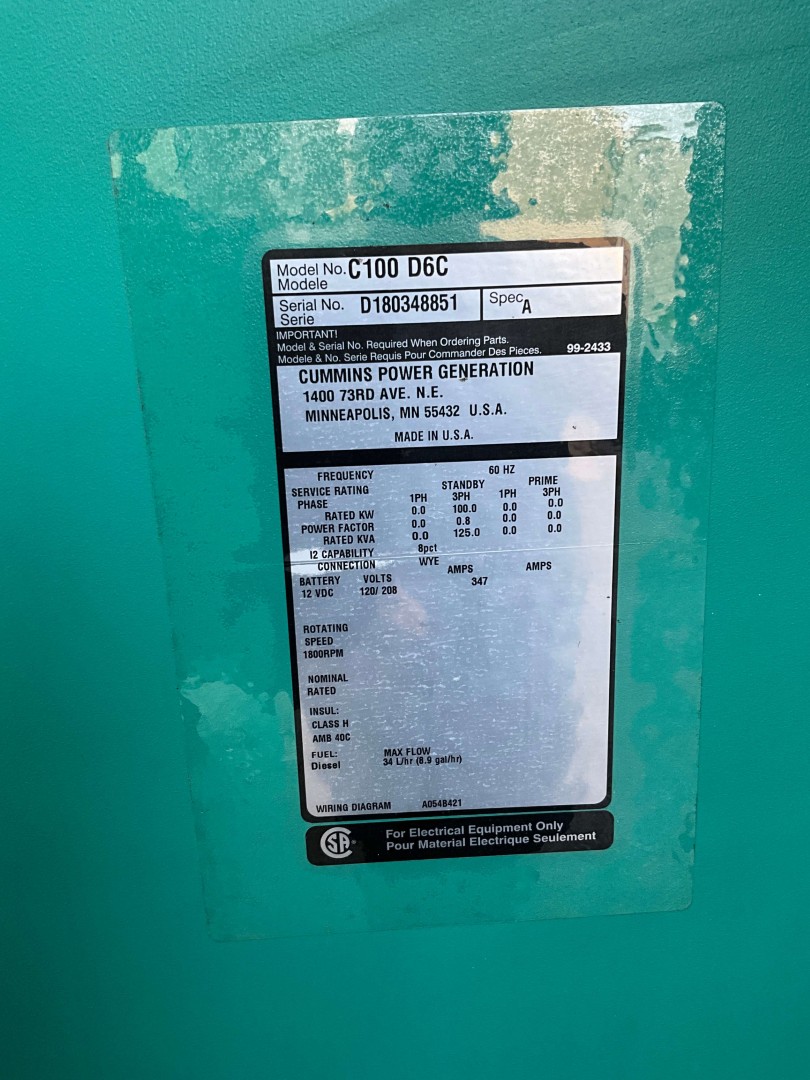 Model No. C100 D6C
Modele
Serial No. D180348851 Spec A
Serie
IMPORTANT!
Model & Serial No. Required When Ordering Parts.
Modele & No. Serie Requis Pour Commander Des Pieces. 99-2433
CUMMINS POWER GENERATION
1400 73RD AVE. N.E.
MINNEAPOLIS, MN 55432 U.S.A.
MADE IN U.S.A.
FREQUENCY 60 HZ
SERVICE RATING STANDBY PRIME
PHASE 1PH 3PH 1PH 3PH
RATED KW 0.0 100.0 0.0 0.0
POWER FACTOR 0.0 0.8 0.0 0.0
RATED KVA 0.0 125.0 0.0 0.0
I2 CAPABILITY 8pct
CONNECTION WYE
BATTERY VOLTS AMPS AMPS
12 VDC 120/ 208 347
ROTATING
SPEED
1800RPM
NOMINAL
RATED
INSUL:
CLASS H
AMB 40C
FUEL: MAX FLOW
Diesel 34 L/hr (8.9 gal/hr)
WIRING DIAGRAM A054B421
SA For Electrical Equipment Only
Pour Material Electrique Seulement